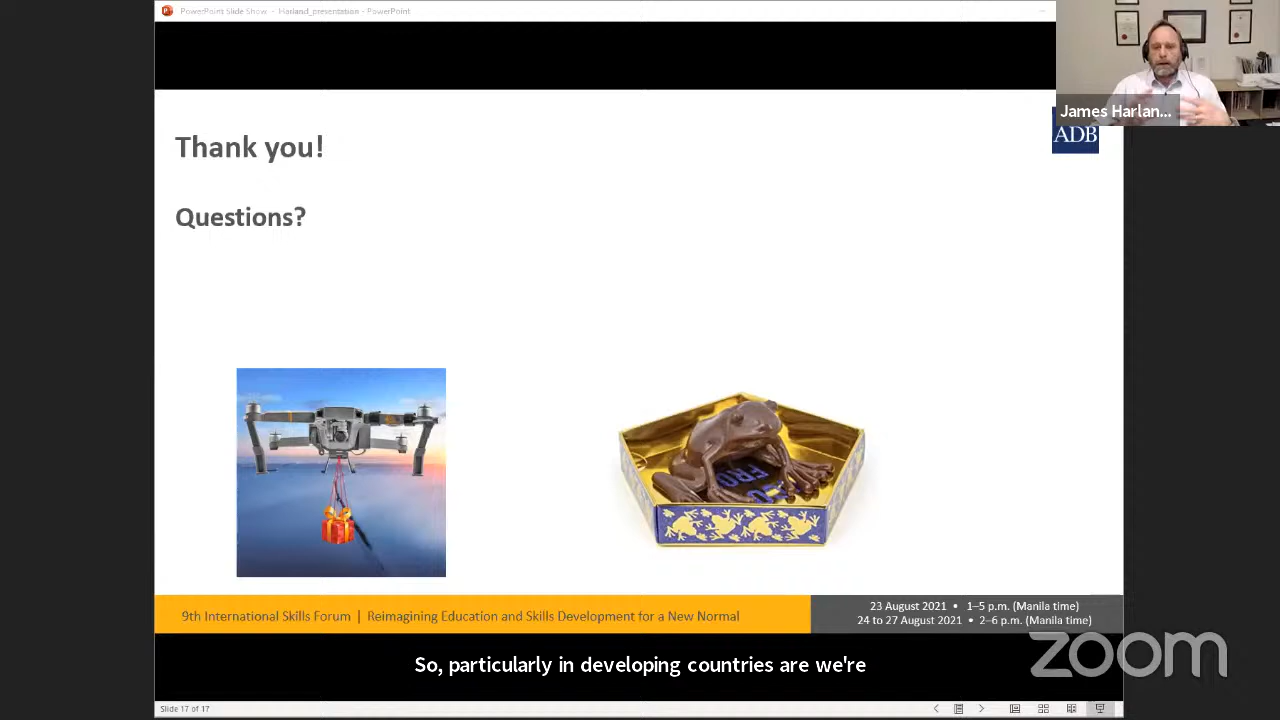 PowerPoint Slide Show - Harland_presentation - PowerPoint
James Harlan...
ADB
Thank you!
Questions?
FRO
9th International Skills Forum | Reimagining Education and Skills Development for a New Normal
23 August 2021 • 1–5 p.m. (Manila time)
24 to 27 August 2021 • 2–6 p.m. (Manila time)
So, particularly in developing countries are we're
zoom
Slide 17 of 17